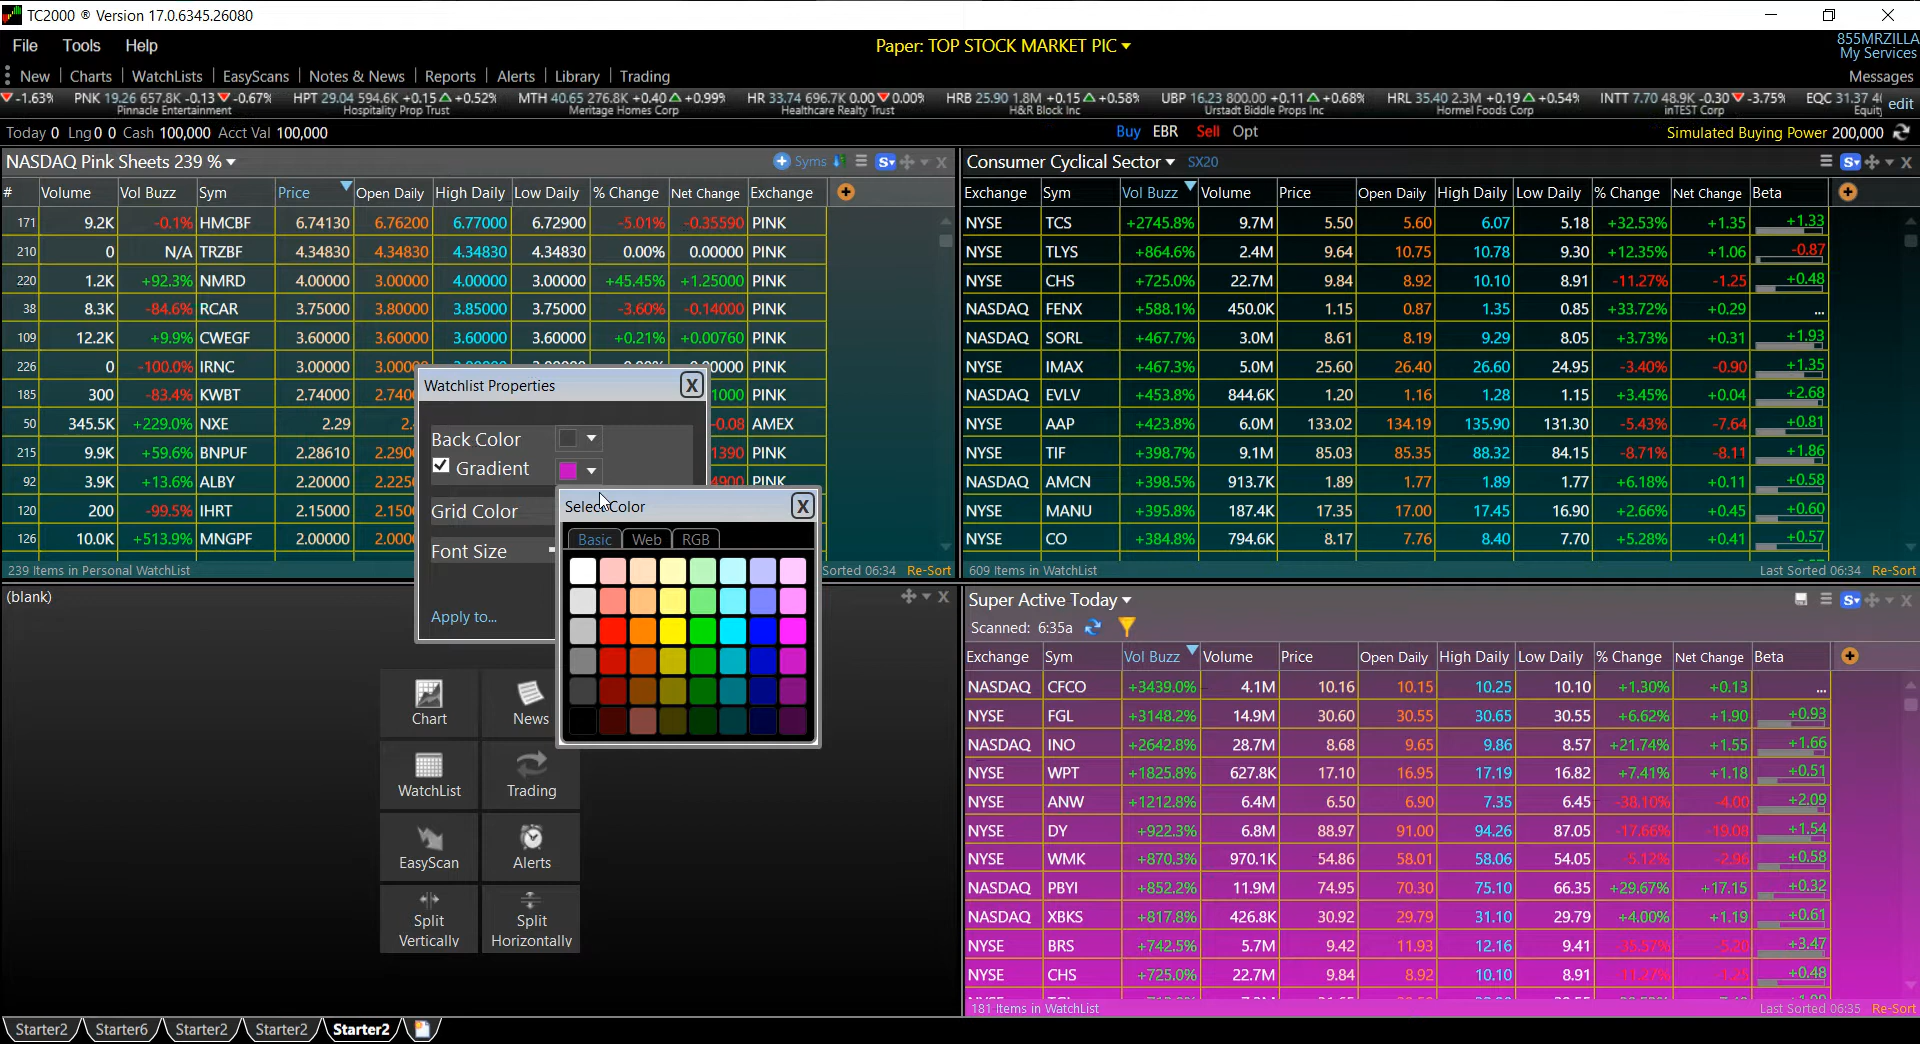 TC2000 ® Version 17.0.6345.26080
File Tools Help
Paper: TOP STOCK MARKET PIC
855MRZILLA
My Services
New Charts WatchLists EasyScans Notes & News Reports Alerts Library Trading
Messages
-1.63% PNK 19.26 657.8K -0.13 -0.67% HPT 29.04 594.6K +0.15 +0.52% MTH 40.65 276.8K +0.40 +0.99% HR 33.74 696.7K 0.00 0.00% HRB 25.90 1.8M +0.15 +0.58% UBP 16.23 800.00 +0.11 +0.68% HRL 35.40 2.3M +0.19 +0.54% INTT 7.70 48.9K -0.30 -3.75% EQC 31.37 edit
Pinnacle Entertainment Hospitality Prop Trust Meritage Homes Corp Healthcare Realty Trust H&R Block Inc Urstadt Biddle Props Inc Hormel Foods Corp inTEST Corp Equity
Today 0 Lng 0 0 Cash 100,000 Acct Val 100,000
Buy EBR Sell Opt
Simulated Buying Power 200,000
NASDAQ Pink Sheets 239 %
Syms S
# Volume Vol Buzz Sym Price Open Daily High Daily Low Daily % Change Net Change Exchange
171 9.2K -0.1% HMCBF 6.74130 6.76200 6.77000 6.72900 -5.01% -0.35590 PINK
210 0 N/A TRZBF 4.34830 4.34830 4.34830 4.34830 0.00% 0.00000 PINK
220 1.2K +92.3% NMRD 4.00000 3.00000 4.00000 3.00000 +45.45% +1.25000 PINK
38 8.3K -84.6% RCAR 3.75000 3.80000 3.85000 3.75000 -3.60% -0.14000 PINK
109 12.2K +9.9% CWEGF 3.60000 3.60000 3.60000 3.60000 +0.21% +0.00760 PINK
226 0 -100.0% IRNC 3.00000 3.000 PINK
185 300 -83.4% KWBT 2.74000 2.740 1000 PINK
50 345.5K +229.0% NXE 2.29 2. -0.08 AMEX
215 9.9K +59.6% BNPUF 2.28610 2.290 1390 PINK
92 3.9K +13.6% ALBY 2.20000 2.225 4900 PINK
120 200 -99.5% IHRT 2.15000 2.150
126 10.0K +513.9% MNGPF 2.00000 2.000
239 Items in Personal WatchList
Sorted 06:34 Re-Sort
Consumer Cyclical Sector SX20
S
Exchange Sym Vol Buzz Volume Price Open Daily High Daily Low Daily % Change Net Change Beta
NYSE TCS +2745.8% 9.7M 5.50 5.60 6.07 5.18 +32.53% +1.35 +1.33
NYSE TLYS +864.6% 2.4M 9.64 10.75 10.78 9.30 +12.35% +1.06 -0.87
NYSE CHS +725.0% 22.7M 9.84 8.92 10.10 8.91 -11.27% -1.25 +0.48
NASDAQ FENX +588.1% 450.0K 1.15 0.87 1.35 0.85 +33.72% +0.29 ...
NASDAQ SORL +467.7% 3.0M 8.61 8.19 9.29 8.05 +3.73% +0.31 +1.93
NYSE IMAX +467.3% 5.0M 25.60 26.40 26.60 24.95 -3.40% -0.90 +1.35
NASDAQ EVLV +453.8% 844.6K 1.20 1.16 1.28 1.15 +3.45% +0.04 +2.68
NYSE AAP +423.8% 6.0M 133.02 134.19 135.90 131.30 -5.43% -7.64 +0.81
NYSE TIF +398.7% 9.1M 85.03 85.35 88.32 84.15 -8.71% -8.11 +1.86
NASDAQ AMCN +398.5% 913.7K 1.89 1.77 1.89 1.77 +6.18% +0.11 +0.58
NYSE MANU +395.8% 187.4K 17.35 17.00 17.45 16.90 +2.66% +0.45 +0.60
NYSE CO +384.8% 794.6K 8.17 7.76 8.40 7.70 +5.28% +0.41 +0.57
609 Items in WatchList
Last Sorted 06:34 Re-Sort
Watchlist Properties X
Back Color
Gradient
Grid Color
Font Size
Apply to...
Select Color X
Basic Web RGB
(blank)
Chart News
WatchList Trading
EasyScan Alerts
Split Vertically Split Horizontally
Super Active Today
S
Scanned: 6:35a
Exchange Sym Vol Buzz Volume Price Open Daily High Daily Low Daily % Change Net Change Beta
NASDAQ CFCO +3439.0% 4.1M 10.16 10.15 10.25 10.10 +1.30% +0.13 ...
NYSE FGL +3148.2% 14.9M 30.60 30.55 30.65 30.55 +6.62% +1.90 +0.93
NASDAQ INO +2642.8% 28.7M 8.68 9.65 9.86 8.57 +21.74% +1.55 +1.66
NYSE WPT +1825.8% 627.8K 17.10 16.95 17.19 16.82 +7.41% +1.18 +0.51
NYSE ANW +1212.8% 6.4M 6.50 6.90 7.35 6.45 -38.10% -4.00 +2.09
NYSE DY +922.3% 6.8M 88.97 91.00 94.26 87.05 -17.66% -19.08 +1.54
NYSE WMK +870.3% 970.1K 54.86 58.01 58.06 54.05 -5.12% -2.96 +0.58
NASDAQ PBYI +852.2% 11.9M 74.95 70.30 75.10 66.35 +29.67% +17.15 +0.32
NASDAQ XBKS +817.8% 426.8K 30.92 29.79 31.10 29.79 +4.00% +1.19 +0.61
NYSE BRS +742.5% 5.7M 9.42 11.93 12.16 9.41 -35.57% -5.20 +3.47
NYSE CHS +725.0% 22.7M 9.84 8.92 10.10 8.91 -11.27% -1.25 +0.48
181 Items in WatchList
Last Sorted 06:35 Re-Sort
Starter2 Starter6 Starter2 Starter2 Starter2